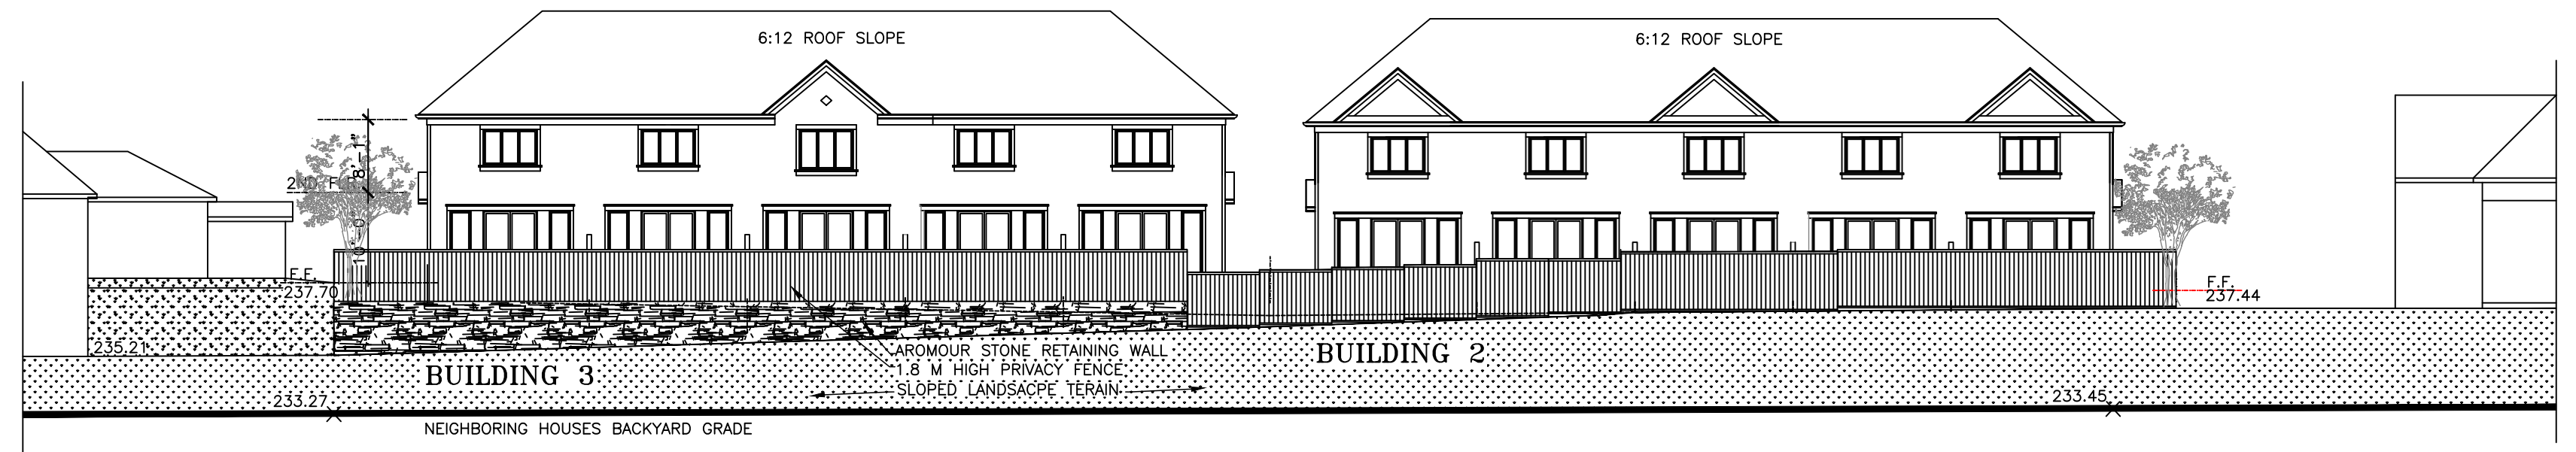 6:12 ROOF SLOPE
6:12 ROOF SLOPE
8'-1"
2ND FLR
10'-0
F.F.
237.70
F.F.
237.44
235.21
AROMOUR STONE RETAINING WALL
1.8 M HIGH PRIVACY FENCE
SLOPED LANDSACPE TERAIN
BUILDING 3
BUILDING 2
233.27
233.45
NEIGHBORING HOUSES BACKYARD GRADE